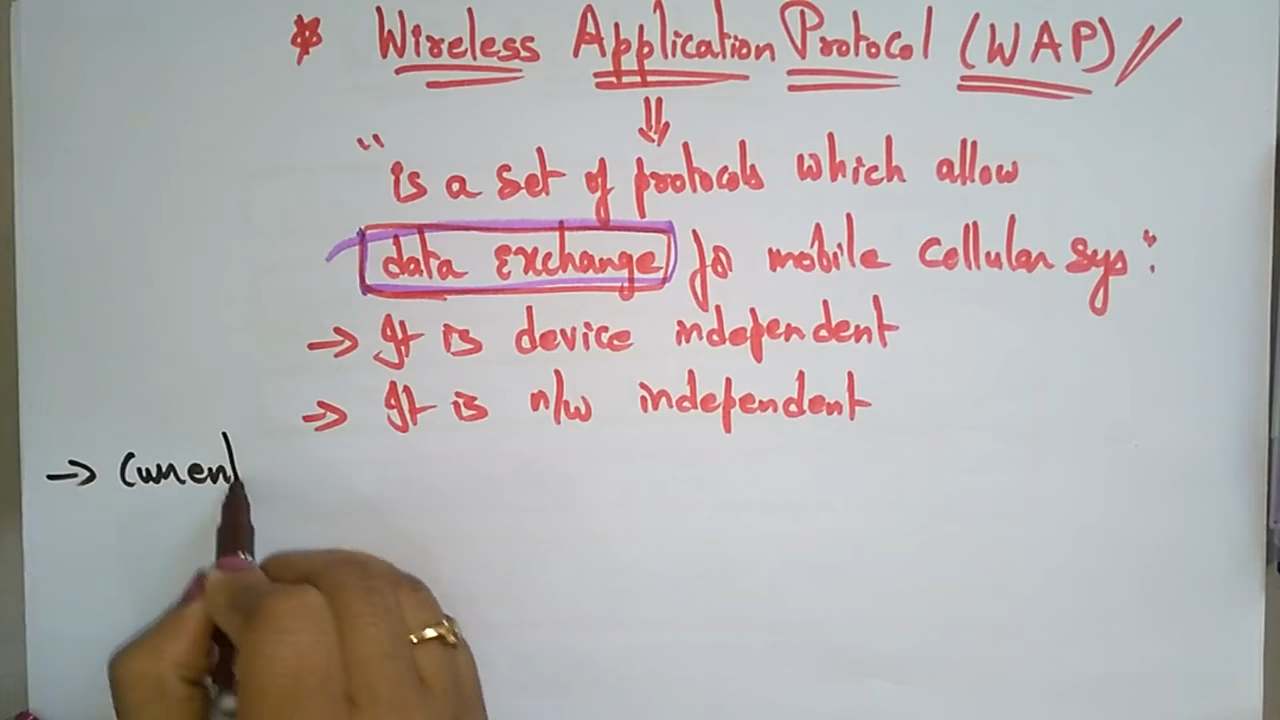 * Wireless Application Protocol (WAP) //
⇓
" is a set of protocols which allow
data exchange for mobile cellular sys":
→ It is device independent
→ It is n/w independent
→ Current